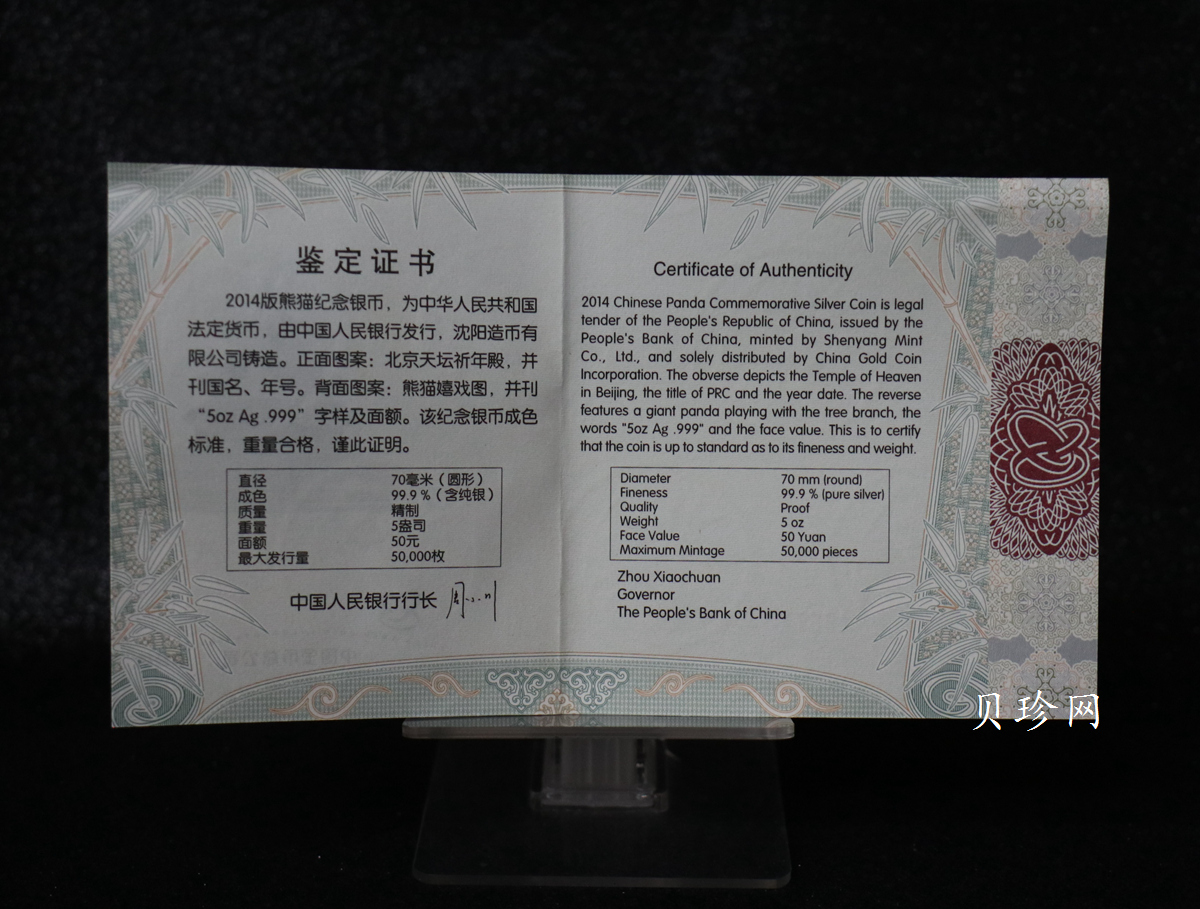 鉴定证书
2014版熊猫纪念银币，为中华人民共和国
法定货币，由中国人民银行发行，沈阳造币有
限公司铸造。正面图案：北京天坛祈年殿，并
刊国名、年号。背面图案：熊猫嬉戏图，并刊
“5oz Ag .999”字样及面额。该纪念银币成色
标准，重量合格，谨此证明。
直径 70毫米（圆形）
成色 99.9 %（含纯银）
质量 精制
重量 5盎司
面额 50元
最大发行量 50,000枚
中国人民银行行长
Certificate of Authenticity
2014 Chinese Panda Commemorative Silver Coin is legal
tender of the People's Republic of China, issued by the
People's Bank of China, minted by Shenyang Mint
Co., Ltd., and solely distributed by China Gold Coin
Incorporation. The obverse depicts the Temple of Heaven
in Beijing, the title of PRC and the year date. The reverse
features a giant panda playing with the tree branch, the
words "5oz Ag .999" and the face value. This is to certify
that the coin is up to standard as to its fineness and weight.
Diameter 70 mm (round)
Fineness 99.9 % (pure silver)
Quality Proof
Weight 5 oz
Face Value 50 Yuan
Maximum Mintage 50,000 pieces
Zhou Xiaochuan
Governor
The People's Bank of China
贝珍网